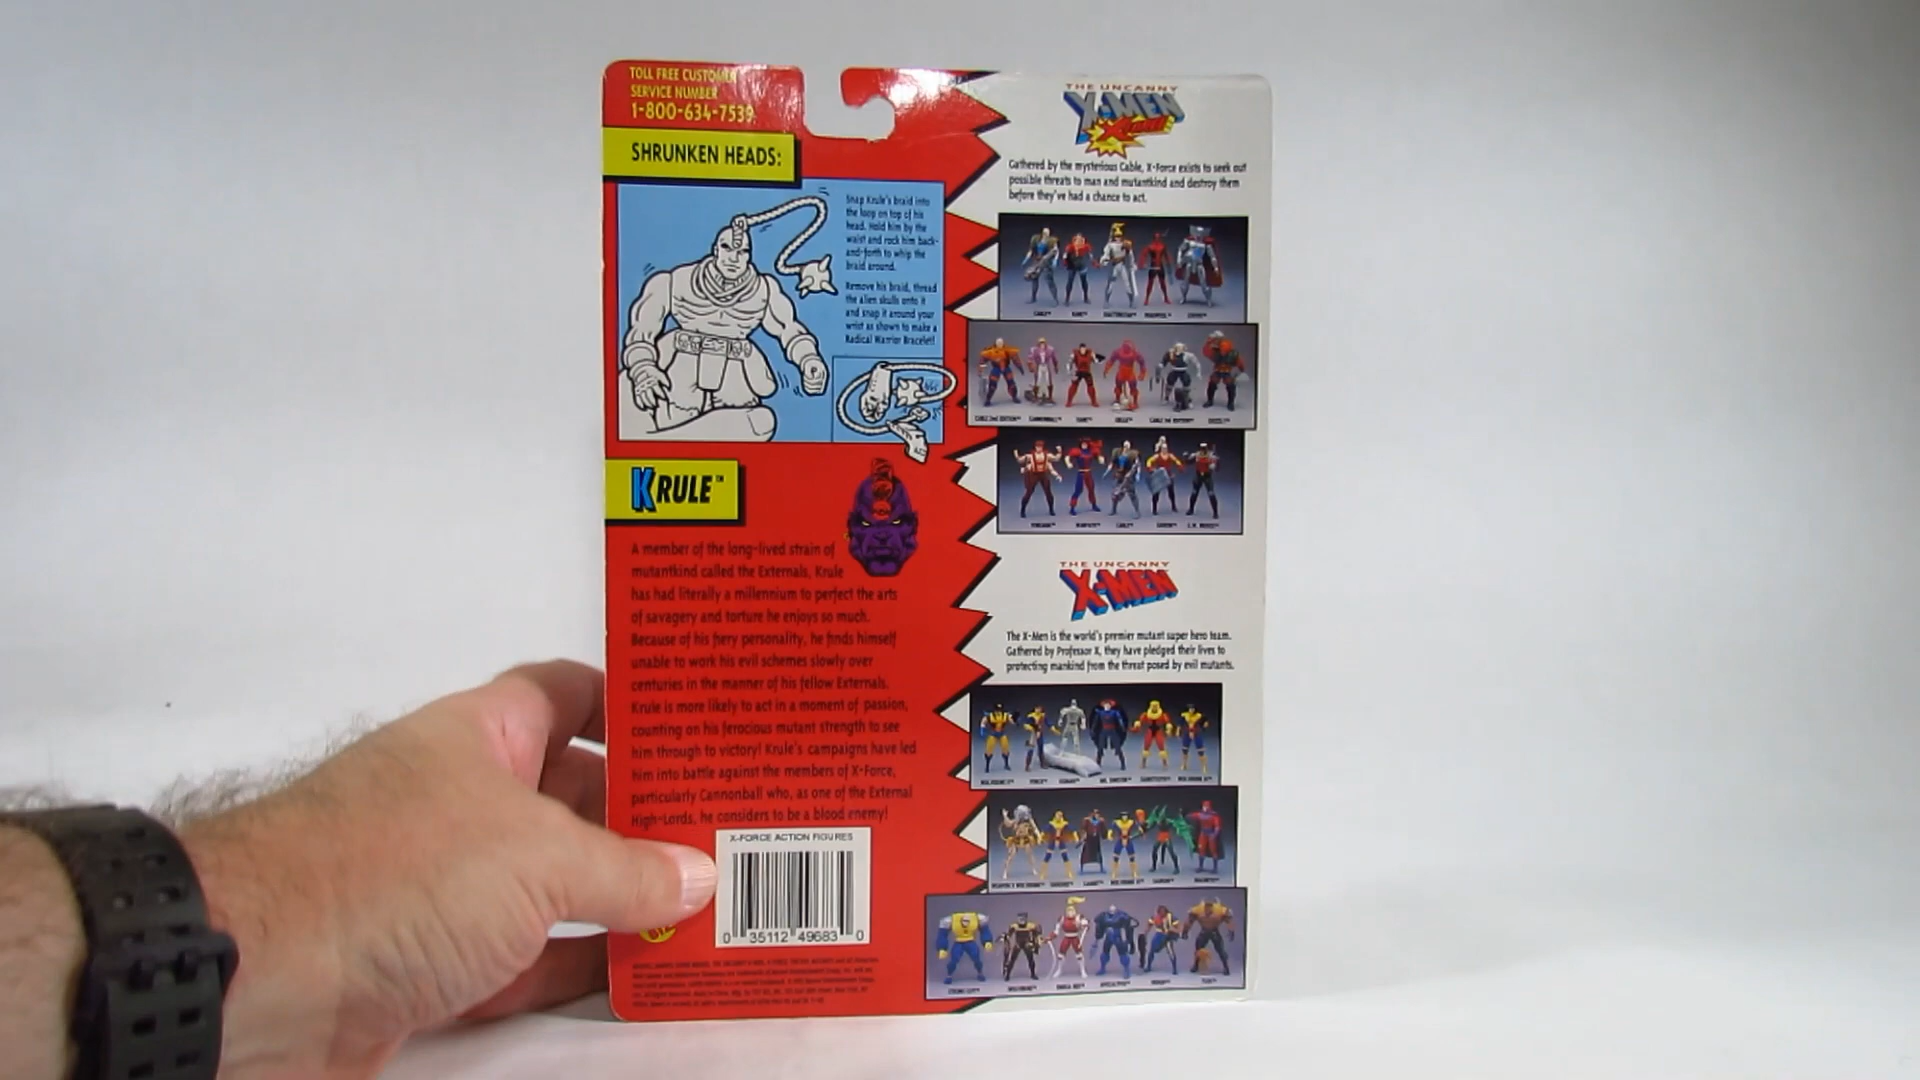 TOLL FREE CUSTOMER
SERVICE NUMBER
1-800-634-7539
SHRUNKEN HEADS:
Snap Krule's braid into
the loop on top of his
head. Hold him by the
waist and rock him back-
and-forth to whip the
braid around.
Remove his braid, thread
the alien skulls onto it
and snap it around your
wrist as shown to make a
Radical Warrior Bracelet!
KRULE™
A member of the long-lived strain of
mutantkind called the Externals, Krule
has had literally a millennium to perfect the arts
of savagery and torture he enjoys so much.
Because of his fiery personality, he finds himself
unable to work his evil schemes slowly over
centuries in the manner of his fellow Externals.
Krule is more likely to act in a moment of passion,
counting on his ferocious mutant strength to see
him through to victory! Krule's campaigns have led
him into battle against the members of X-Force,
particularly Cannonball who, as one of the External
High-Lords, he considers to be a blood enemy!
X-FORCE ACTION FIGURES
0 35112 49683 0
THE UNCANNY
X-MEN
X-FORCE
Gathered by the mysterious Cable, X-Force exists to seek out
possible threats to man and mutantkind and destroy them
before they've had a chance to act.
THE UNCANNY
X-MEN
The X-Men is the world's premier mutant super hero team.
Gathered by Professor X, they have pledged their lives to
protecting mankind from the threat posed by evil mutants.